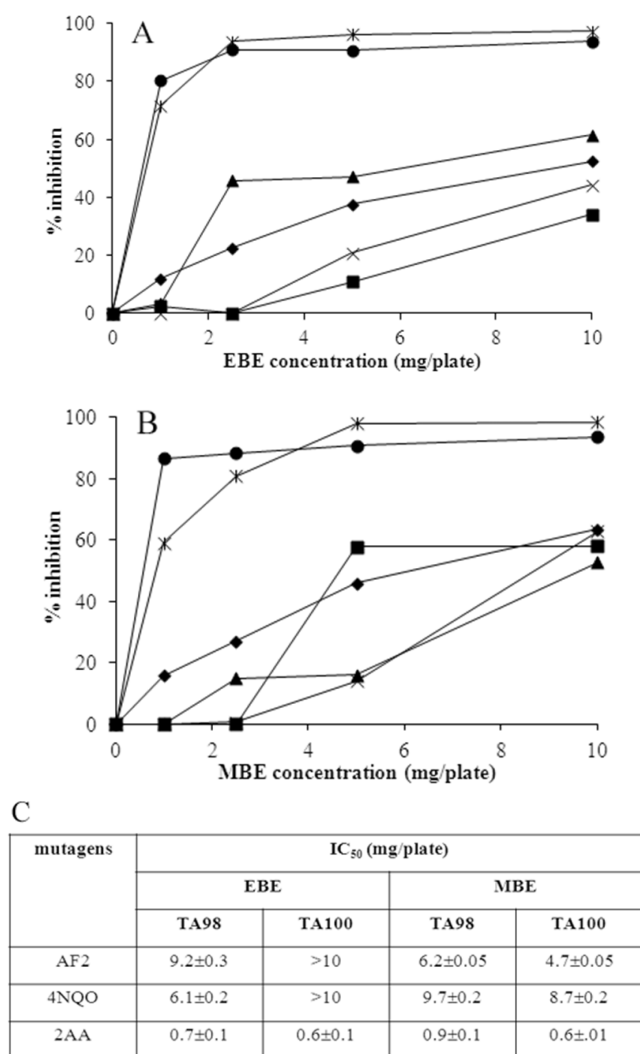 A
100
80
60
40
20
0
% inhibition
0 2 4 6 8 10
EBE concentration (mg/plate)
B
100
80
60
40
20
0
% inhibition
0 2 4 6 8 10
MBE concentration (mg/plate)
C
mutagens IC50 (mg/plate)
EBE MBE
TA98 TA100 TA98 TA100
AF2 9.2±0.3 >10 6.2±0.05 4.7±0.05
4NQO 6.1±0.2 >10 9.7±0.2 8.7±0.2
2AA 0.7±0.1 0.6±0.1 0.9±0.1 0.6±.01